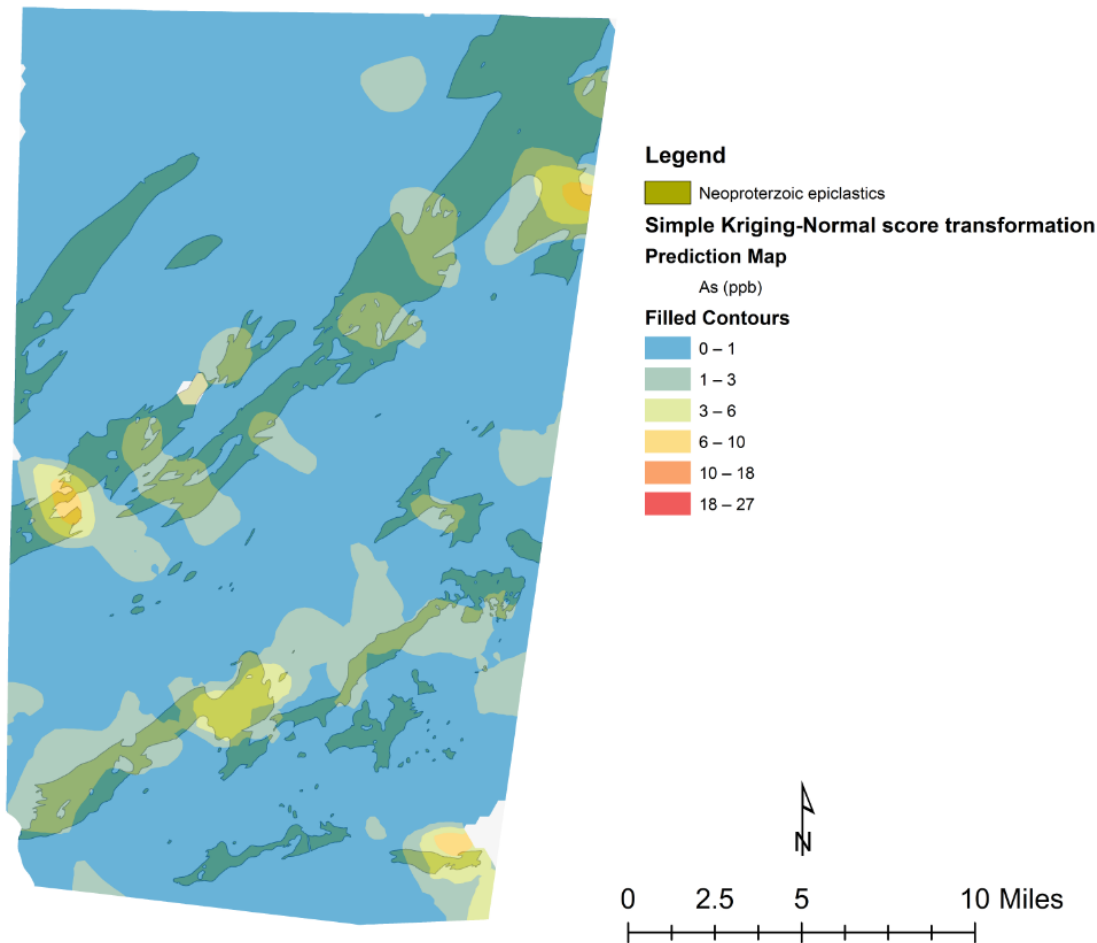 Legend
Neoproterzoic epiclastics
Simple Kriging-Normal score transformation
Prediction Map
As (ppb)
Filled Contours
0 – 1
1 – 3
3 – 6
6 – 10
10 – 18
18 – 27
N
0 2.5 5 10 Miles